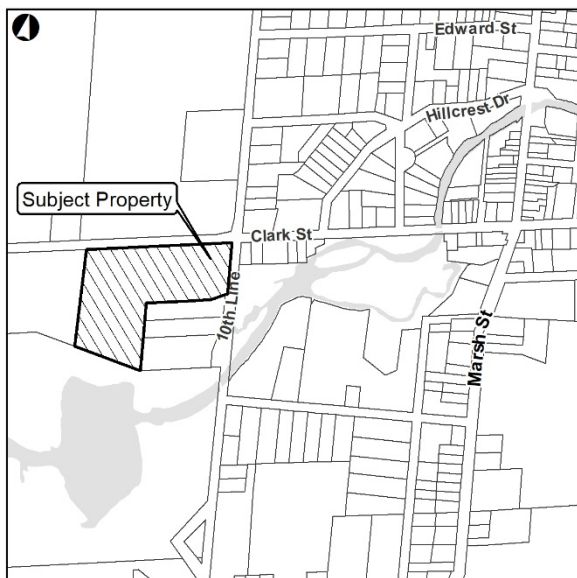 Edward St
Hillcrest Dr
Subject Property
Clark St
10th Line
Marsh St